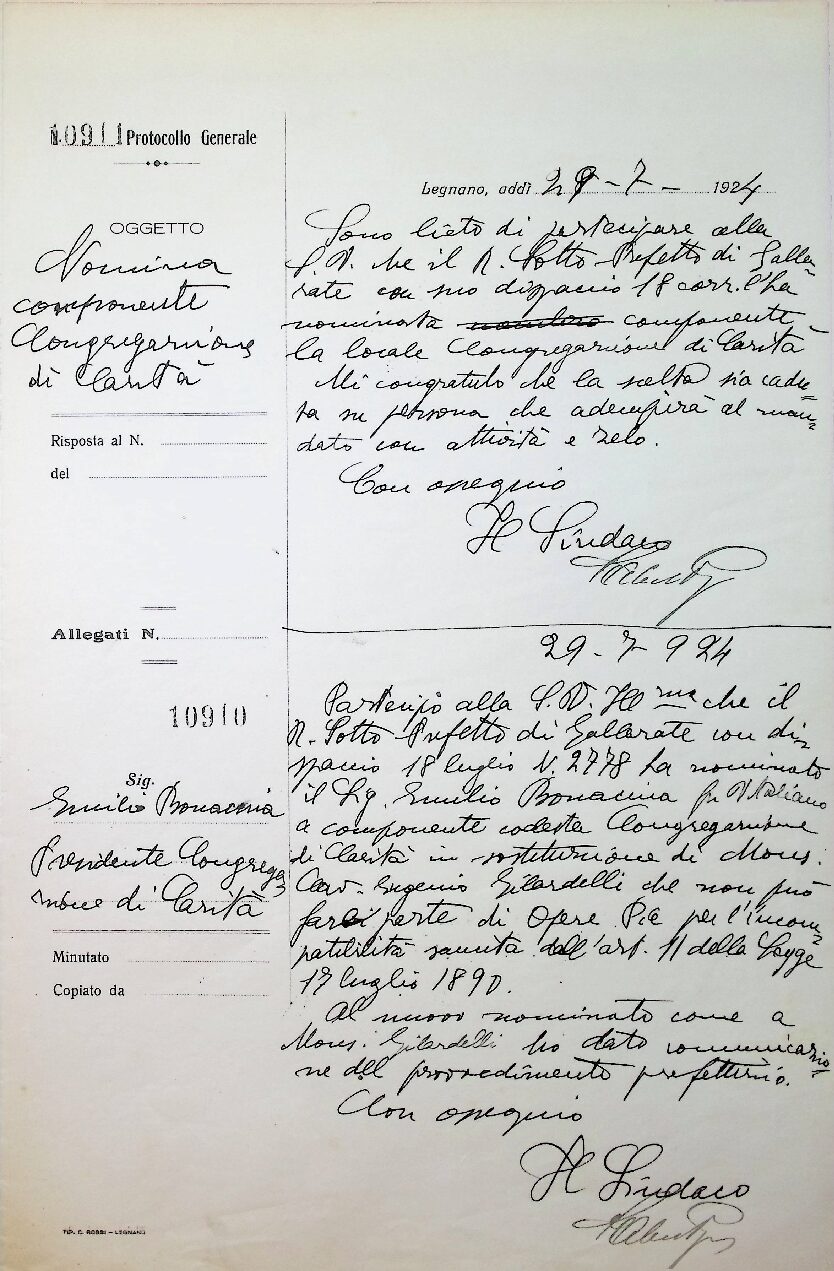 N. 10911 Protocollo Generale
OGGETTO
Nomina
componente
Congregazione
di Carità
Risposta al N.
del
Allegati N.
10910
Sig.
Emilio Bonacina
Presidente Congrega
zione di Carità
Minutato
Copiato da
TIP. C. ROSSI – LEGNANO
Legnano, addì 29 - 7 - 1924
Sono lieto di partecipare alla
S.V. che il R. Sotto Prefetto di Galla-
rate con suo dispaccio 18 corr. l'ha
nominata componente
la locale Congregazione di Carità
Mi congratulo che la scelta sia cadu=
ta su persona che adempirà al man=
dato con attività e zelo.
Con ossequio
Il Sindaco
29 - 7 924
Partecipo alla S.V. Ill ma che il
R. Sotto Prefetto di Gallarate con di=
spaccio 18 luglio N. 2778 ha nominato
il Sig. Emilio Bonacina fu Vitaliano
a componente codesta Congregazione
di Carità in sostituzione di Mons.
Cav. Eugenio Gilardelli che non può
far parte di Opere Pie per l'incom=
patibilità sancita dall'art. 11 della Legge
17 luglio 1890.
Al nuovo nominato come a
Mons. Gilardelli ho dato comunicazio=
ne del provvedimento prefettizio.
Con ossequio
Il Sindaco